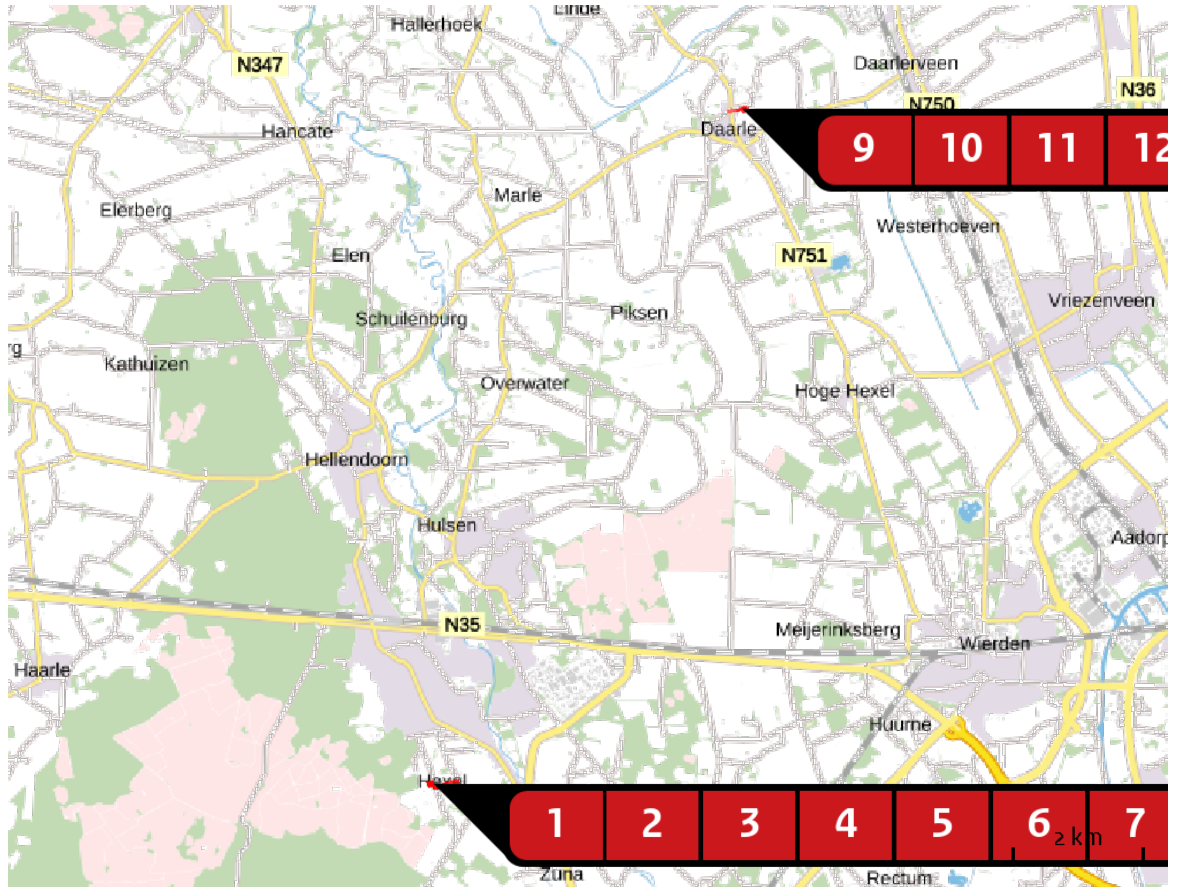 Linde
Hallerhoek
N347
Daarlerveen
N36
N750
Hancate
Daarle
9 10 11 12
Marle
Elerberg
Westerhoeven
Elen
N751
Vriezenveen
Piksen
Schuilenburg
rg
Kathuizen
Overwater
Hoge Hexel
Hellendoorn
Hulsen
Aadorp
N35
Meijerinksberg
Wierden
Haarle
Huurne
Hexel
1 2 3 4 5 6 7
2 km
Zuna
Rectum